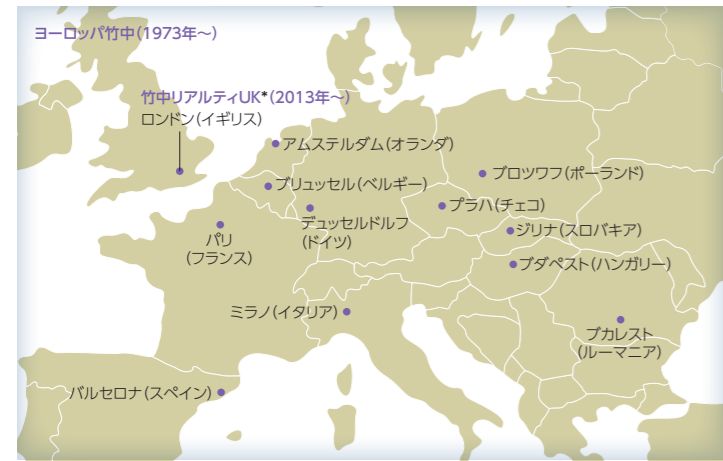 ヨーロッパ竹中(1973年～)
竹中リアルティUK*(2013年～)
ロンドン(イギリス)
アムステルダム(オランダ)
ブリュッセル(ベルギー)
ブロツワフ(ポーランド)
プラハ(チェコ)
デュッセルドルフ
(ドイツ)
パリ
(フランス)
ジリナ(スロバキア)
ブダペスト(ハンガリー)
ミラノ(イタリア)
ブカレスト
(ルーマニア)
バルセロナ(スペイン)